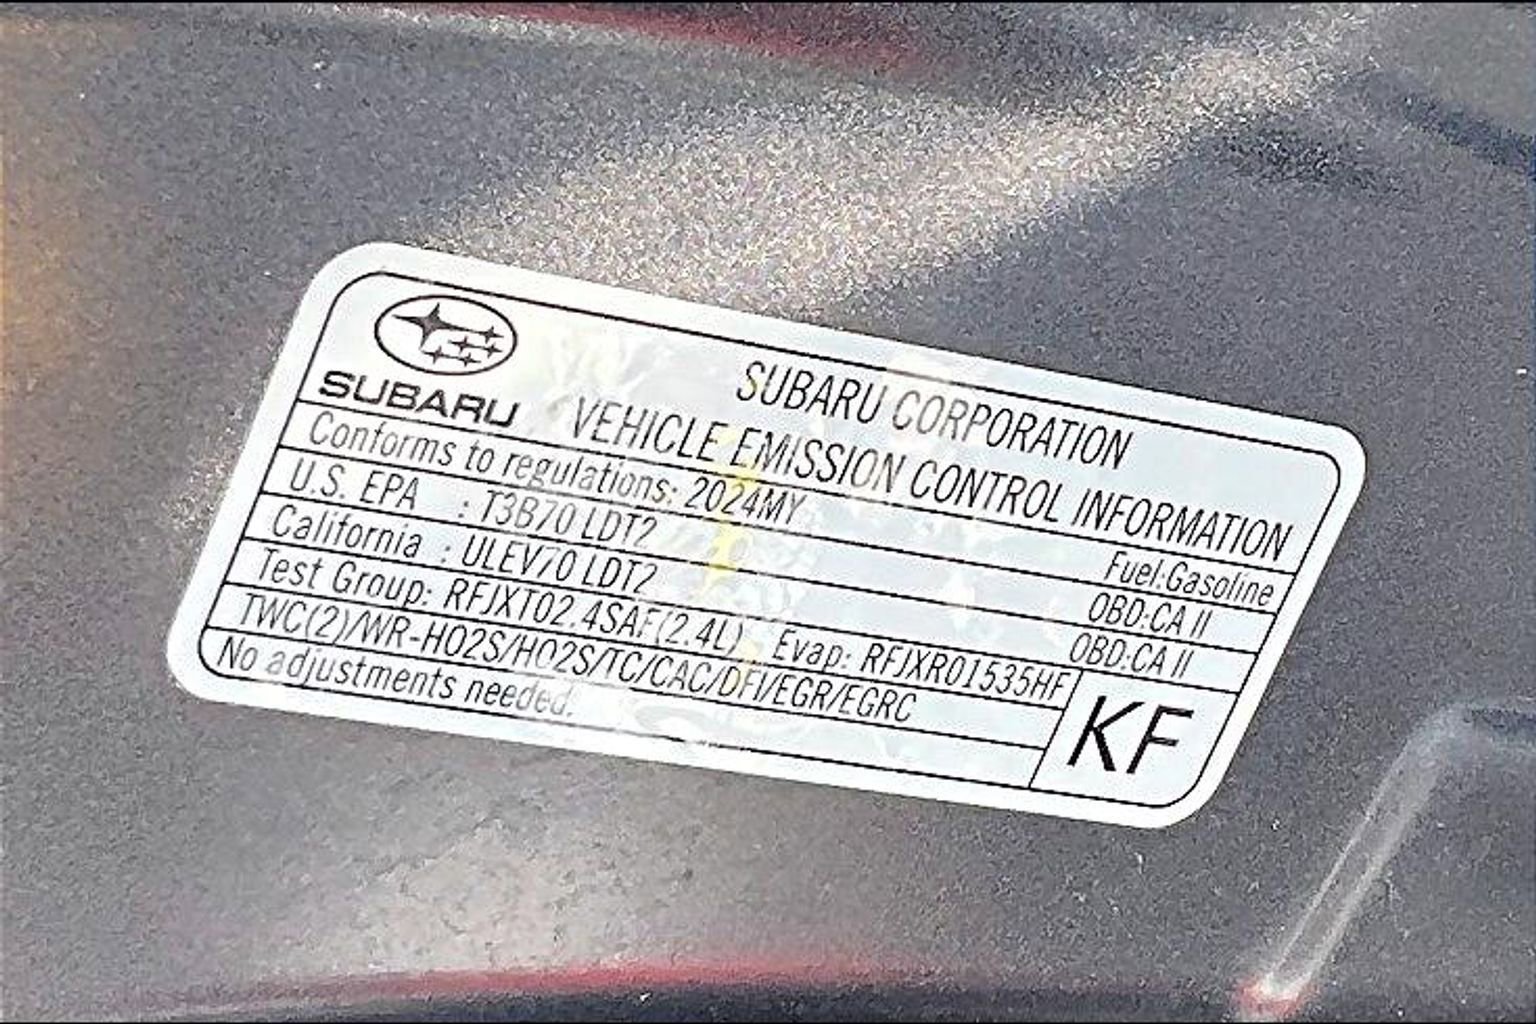 SUBARU
SUBARU CORPORATION
VEHICLE EMISSION CONTROL INFORMATION
Conforms to regulations: 2024MY Fuel:Gasoline
U.S. EPA : T3B70 LDT2 OBD:CA II
California : ULEV70 LDT2 OBD:CA II
Test Group: RFJXT02.4SAF(2.4L) Evap: RFJXR01535HF
TWC(2)/WR-HO2S/HO2S/TC/CAC/DFI/EGR/EGRC
No adjustments needed.
KF